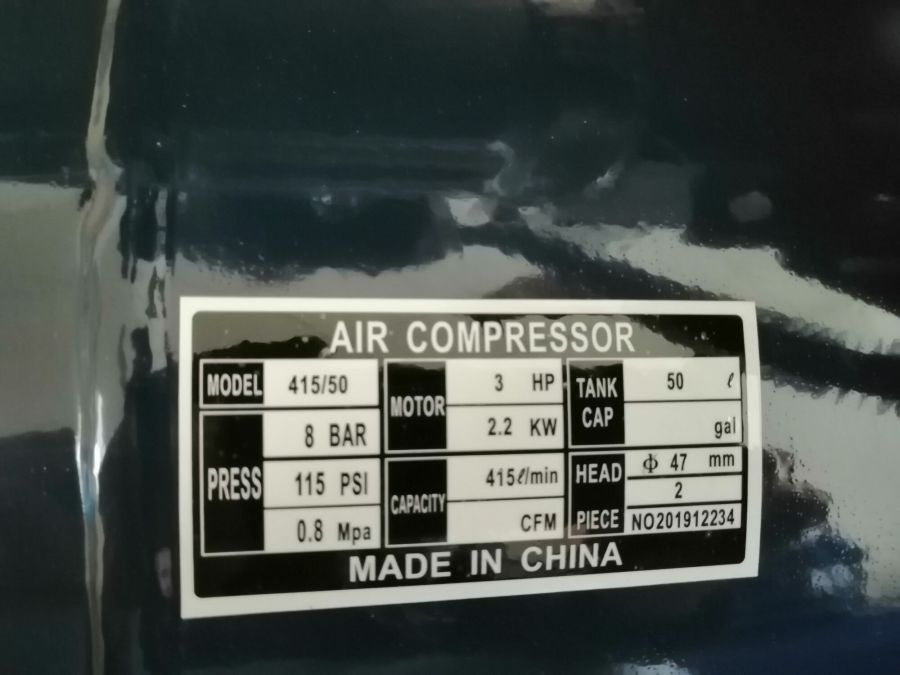 AIR COMPRESSOR
MODEL 415/50
PRESS 8 BAR
115 PSI
0.8 Mpa
MOTOR 3 HP
2.2 KW
CAPACITY 415ℓ/min
CFM
TANK CAP 50 ℓ
gal
HEAD Φ 47 mm
2
PIECE NO201912234
MADE IN CHINA